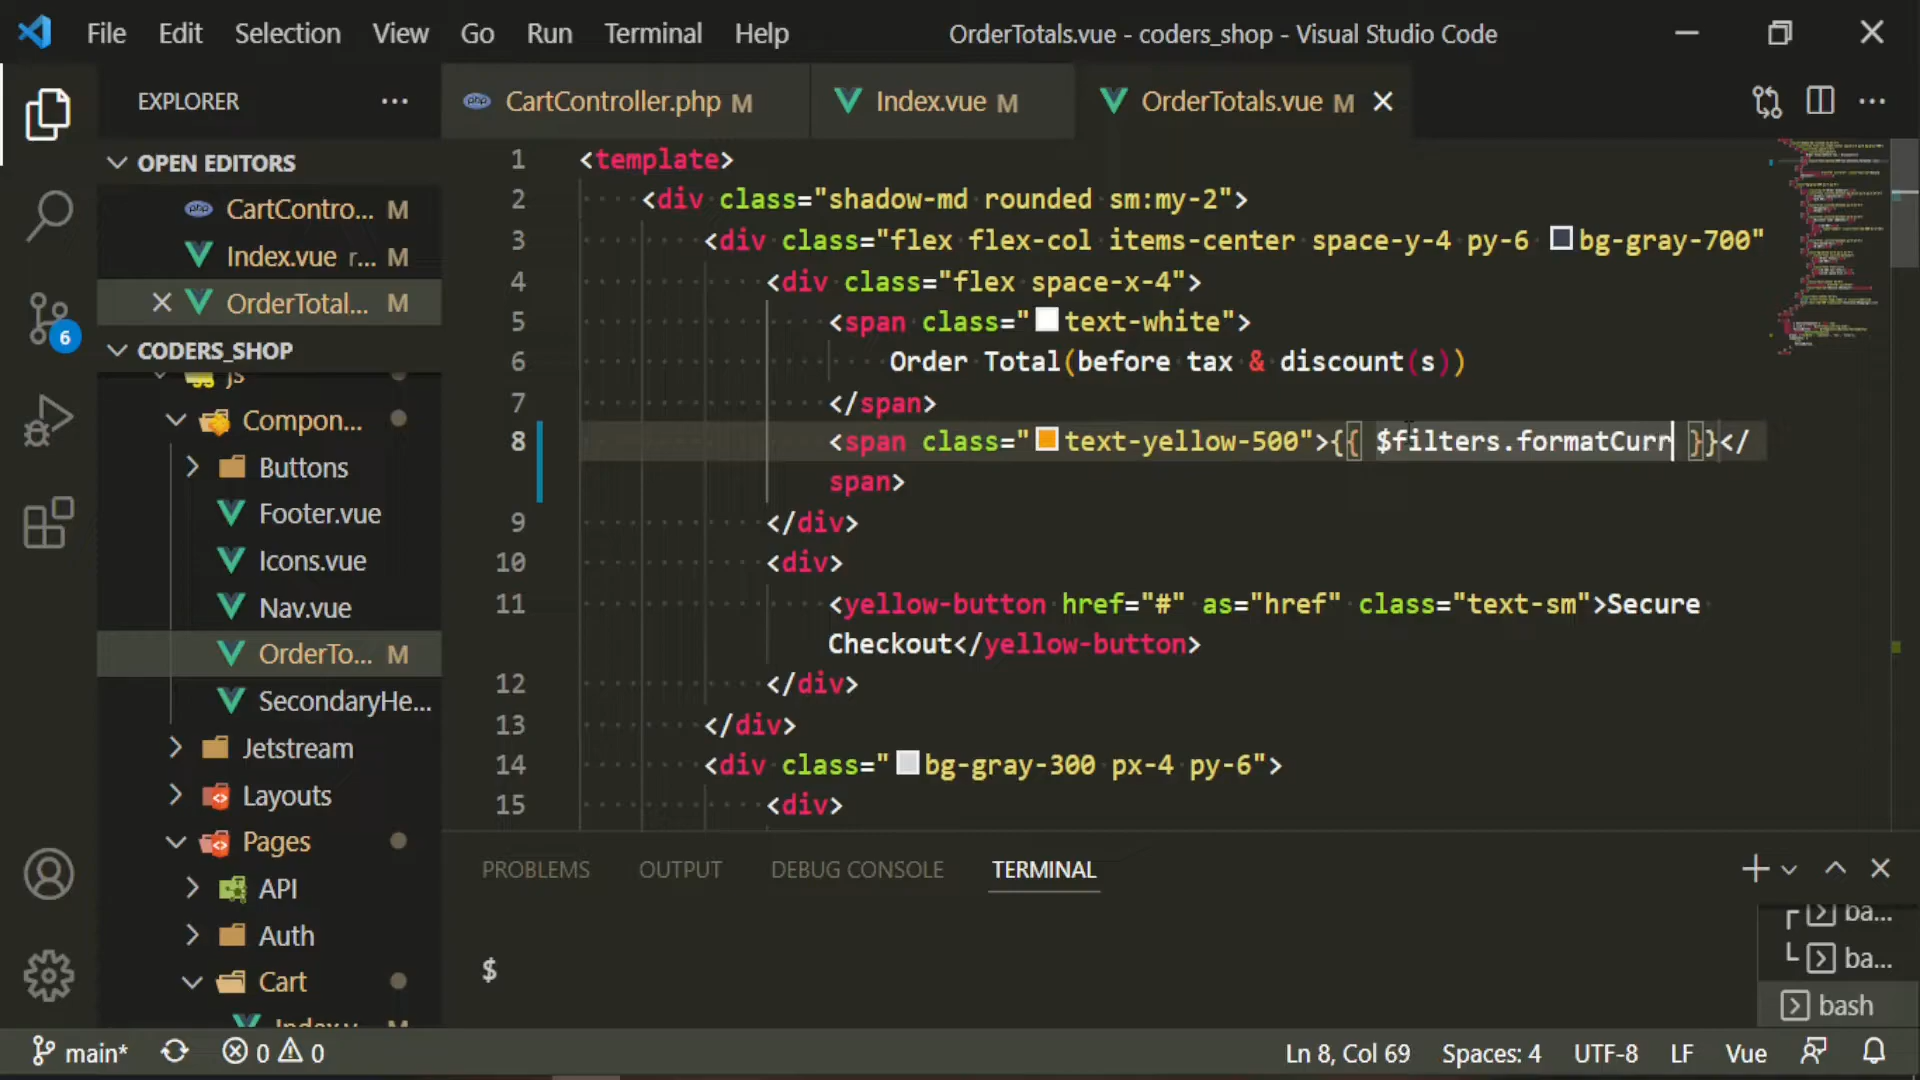 File Edit Selection View Go Run Terminal Help OrderTotals.vue - coders_shop - Visual Studio Code
EXPLORER ···
php CartController.php M
Index.vue M
OrderTotals.vue M
OPEN EDITORS
php CartContro... M
Index.vue r... M
OrderTotal... M
6
CODERS_SHOP
js
Compon...
Buttons
Footer.vue
Icons.vue
Nav.vue
OrderTo... M
SecondaryHe...
Jetstream
Layouts
Pages
API
Auth
Cart
Index.v... M
1 <template>
2 <div class="shadow-md rounded sm:my-2">
3 <div class="flex flex-col items-center space-y-4 py-6 bg-gray-700"
4 <div class="flex space-x-4">
5 <span class="text-white">
6 Order Total(before tax & discount(s))
7 </span>
8 <span class="text-yellow-500">{{ $filters.formatCurr }}</
span>
9 </div>
10 <div>
11 <yellow-button href="#" as="href" class="text-sm">Secure
Checkout</yellow-button>
12 </div>
13 </div>
14 <div class="bg-gray-300 px-4 py-6">
15 <div>
PROBLEMS OUTPUT DEBUG CONSOLE TERMINAL
$
ba...
ba...
bash
main* 0 0 Ln 8, Col 69 Spaces: 4 UTF-8 LF Vue